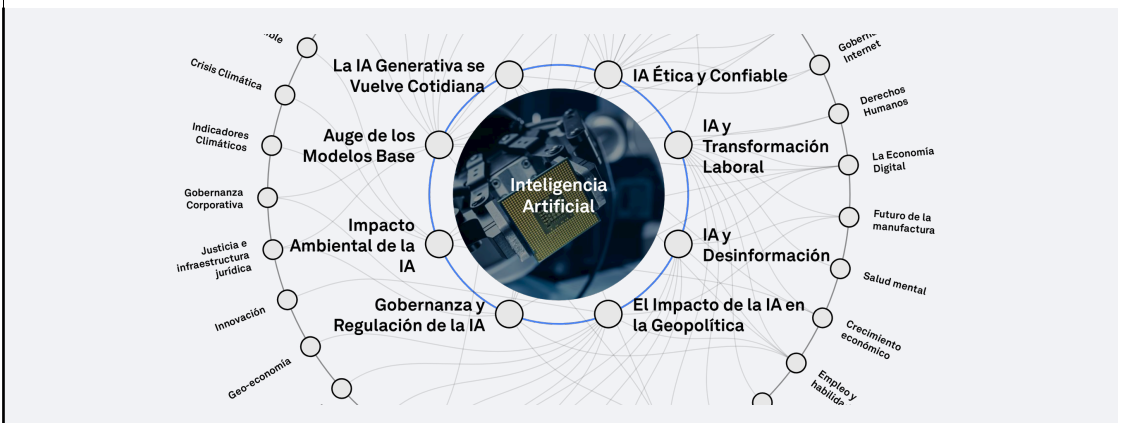 Crisis Climática
Indicadores
Climáticos
Gobernanza
Corporativa
Justicia e
infraestructura
jurídica
Innovación
Geo-economía
La IA Generativa se
Vuelve Cotidiana
Auge de los
Modelos Base
Impacto
Ambiental de la
IA
Gobernanza y
Regulación de la IA
Inteligencia
Artificial
IA Ética y Confiable
IA y
Transformación
Laboral
IA y
Desinformación
El Impacto de la IA en
la Geopolítica
Internet
Derechos
Humanos
La Economía
Digital
Futuro de la
manufactura
Salud mental
Crecimiento
económico
Empleo y